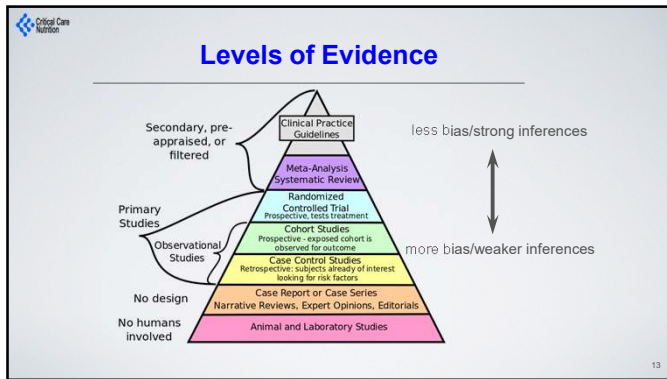 Critical Care
Nutrition
Levels of Evidence
Secondary, pre-
appraised, or
filtered
Clinical Practice
Guidelines
Meta-Analysis
Systematic Review
Primary
Studies
Randomized
Controlled Trial
Prospective, tests treatment
Observational
Studies
Cohort Studies
Prospective - exposed cohort is
observed for outcome
Case Control Studies
Retrospective: subjects already of interest
looking for risk factors
No design
Case Report or Case Series
Narrative Reviews, Expert Opinions, Editorials
No humans
involved
Animal and Laboratory Studies
less bias/strong inferences
more bias/weaker inferences
13